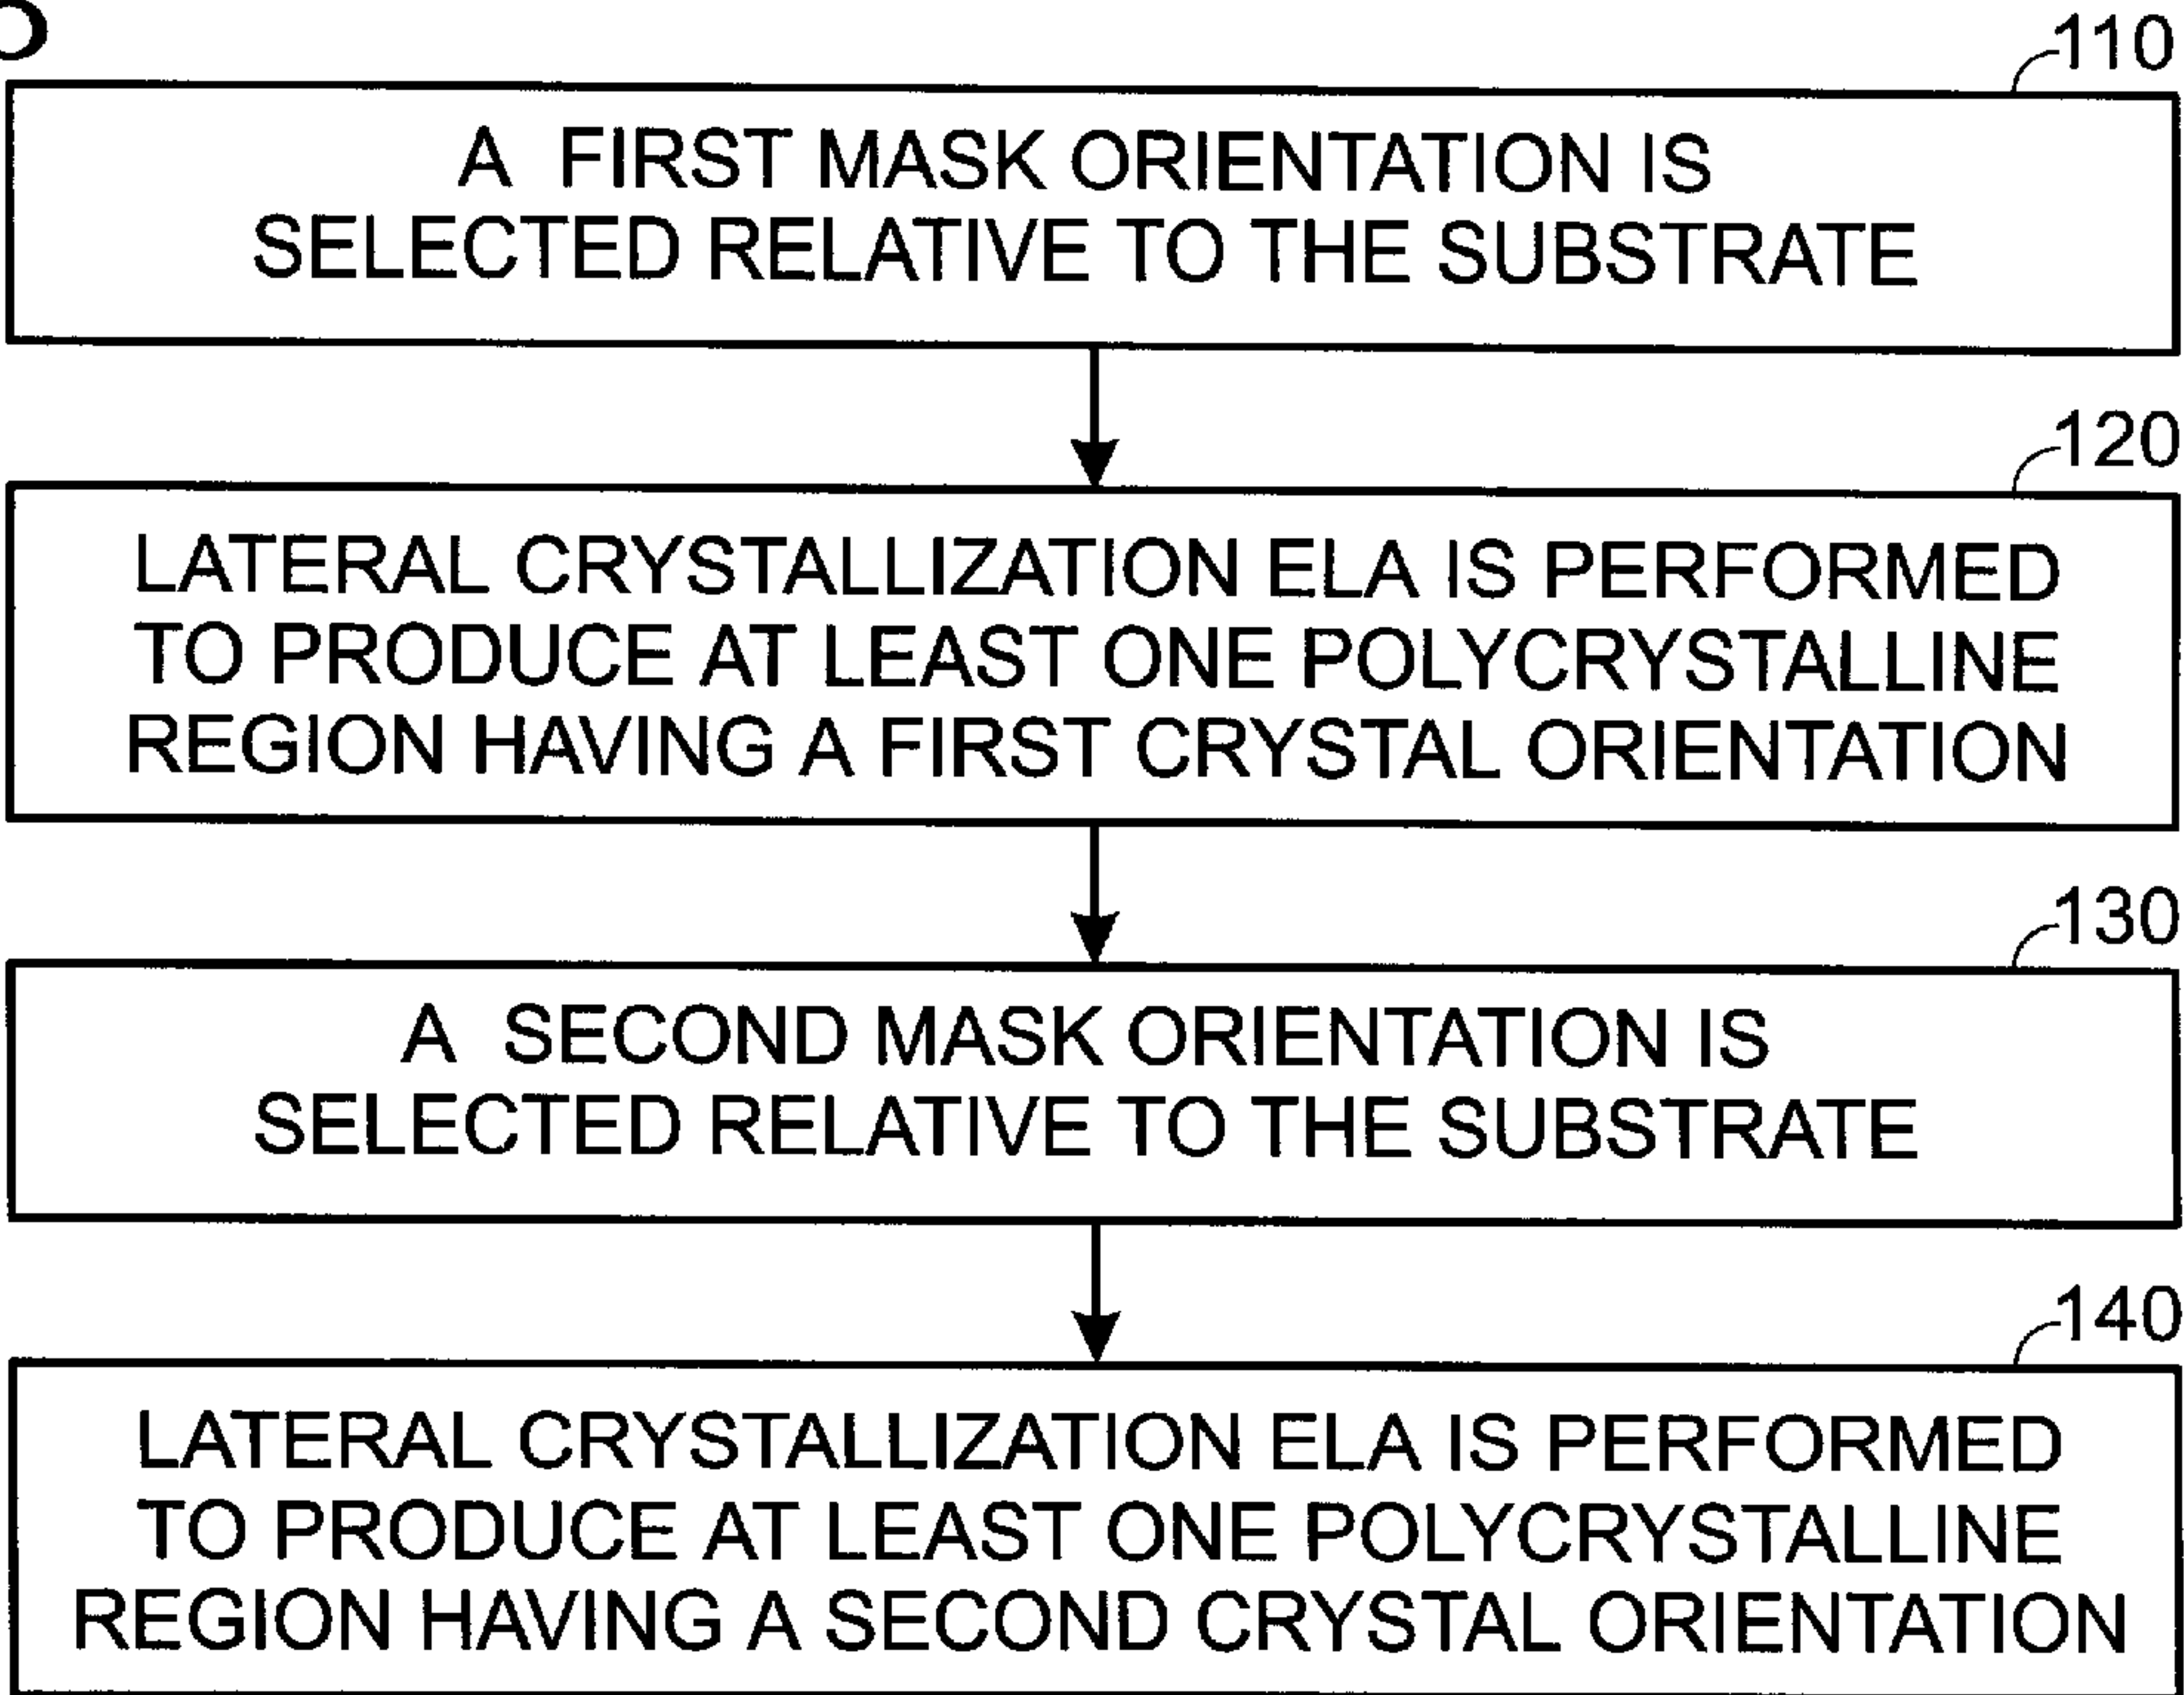 110
A FIRST MASK ORIENTATION IS
SELECTED RELATIVE TO THE SUBSTRATE
120
LATERAL CRYSTALLIZATION ELA IS PERFORMED
TO PRODUCE AT LEAST ONE POLYCRYSTALLINE
REGION HAVING A FIRST CRYSTAL ORIENTATION
130
A SECOND MASK ORIENTATION IS
SELECTED RELATIVE TO THE SUBSTRATE
140
LATERAL CRYSTALLIZATION ELA IS PERFORMED
TO PRODUCE AT LEAST ONE POLYCRYSTALLINE
REGION HAVING A SECOND CRYSTAL ORIENTATION